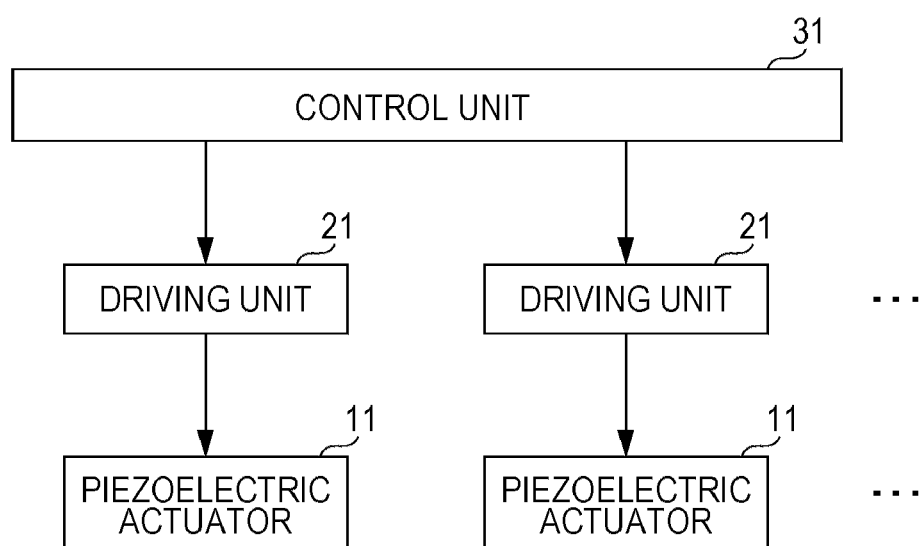 31
CONTROL UNIT
21
21
DRIVING UNIT
DRIVING UNIT
...
11
11
PIEZOELECTRIC
ACTUATOR
PIEZOELECTRIC
ACTUATOR
...